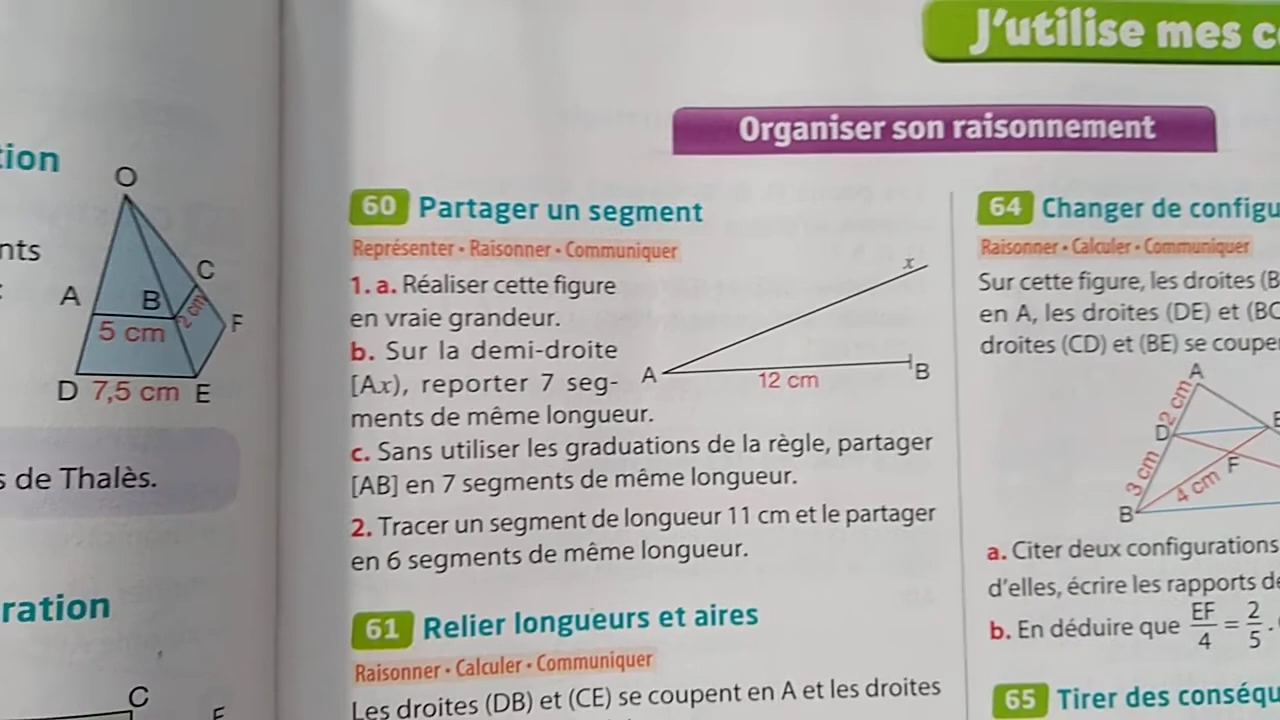 J'utilise mes
Organiser son raisonnement
tion
O
nts
C
A
B
2 cm
F
5 cm
D 7,5 cm E
s de Thalès.
ration
C
60 Partager un segment
Représenter • Raisonner • Communiquer
1. a. Réaliser cette figure
en vraie grandeur.
b. Sur la demi-droite
[Ax), reporter 7 seg-
ments de même longueur.
x
A
B
12 cm
c. Sans utiliser les graduations de la règle, partager
[AB] en 7 segments de même longueur.
2. Tracer un segment de longueur 11 cm et le partager
en 6 segments de même longueur.
61 Relier longueurs et aires
Raisonner • Calculer • Communiquer
Les droites (DB) et (CE) se coupent en A et les droites
64 Changer de configu
Raisonner • Calculer • Communiquer
Sur cette figure, les droites (B
en A, les droites (DE) et (BC
droites (CD) et (BE) se coupe
A
2 cm
D
E
3 cm
F
4 cm
B
a. Citer deux configurations
d'elles, écrire les rapports de
b. En déduire que EF/4 = 2/5.
65 Tirer des conséqu